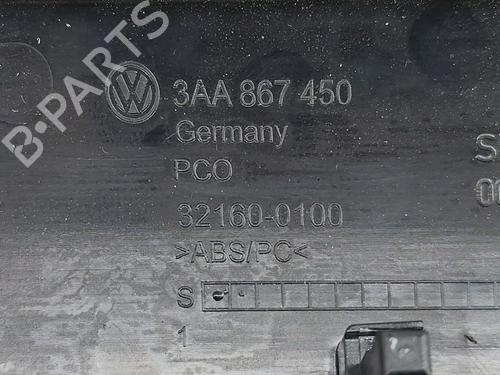 B-PARTS
3AA 867 450
Germany
PCO
32160-0100
>ABS/PC<
S
1
S